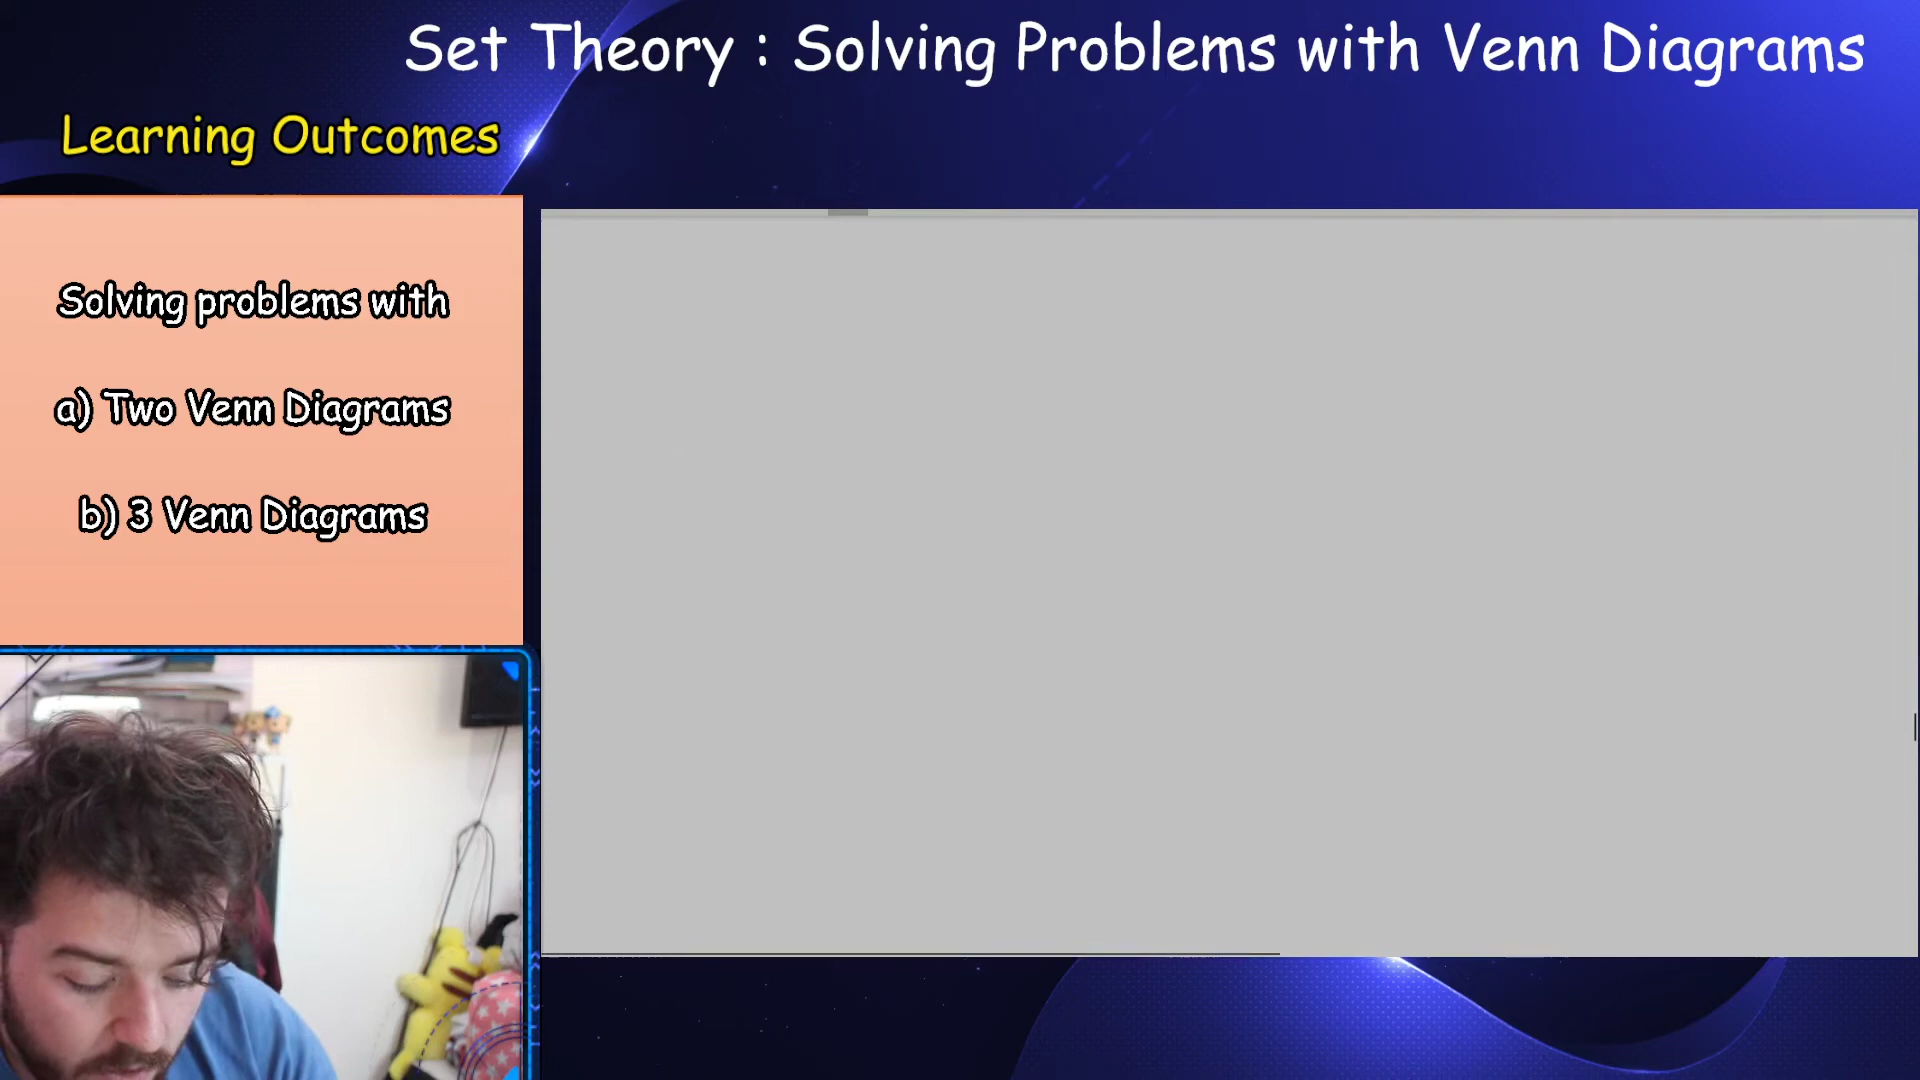 Set Theory : Solving Problems with Venn Diagrams
Learning Outcomes
Solving problems with
a) Two Venn Diagrams
b) 3 Venn Diagrams